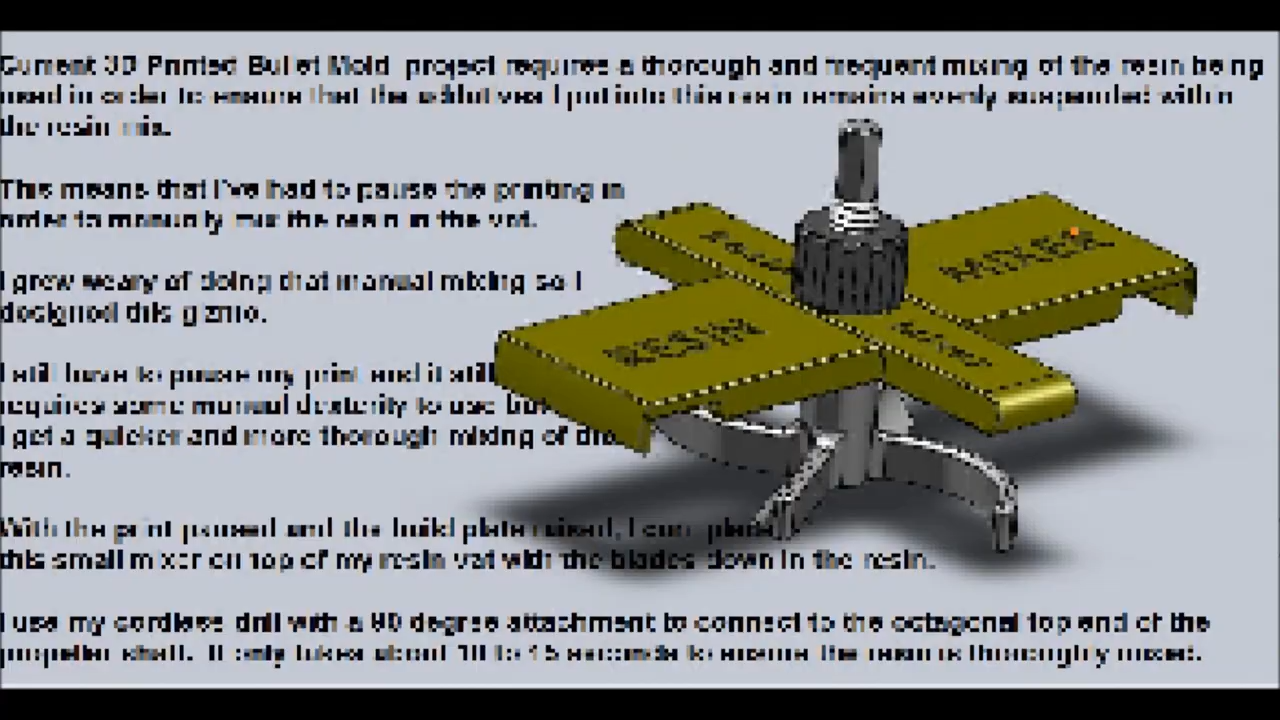 Current 3D Printed Bullet Mold project requires a thorough and frequent mixing of the resin being
used in order to ensure that the additives I put into this resin remains evenly suspended within
the resin mix.
This means that I've had to pause the printing in
order to manually mix the resin in the vat.
I grew weary of doing that manual mixing so I
designed this gizmo.
I still have to pause my print and it still
requires some manual dexterity to use but
I get a quicker and more thorough mixing of the
resin.
With the print paused and the build plate raised, I can place
this small mixer on top of my resin vat with the blades down in the resin.
I use my cordless drill with a 90 degree attachment to connect to the octagonal top end of the
propeller shaft. It only takes about 10 to 15 seconds to ensure the resin is thoroughly mixed.
MIXER
RESIN